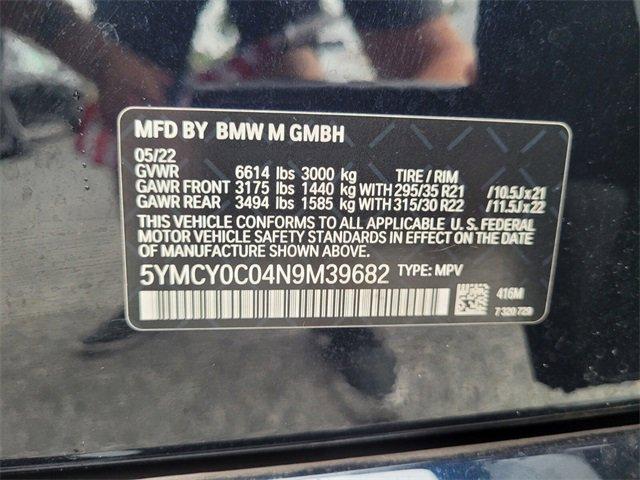 MFD BY BMW M GMBH
05/22
GVWR 6614 lbs 3000 kg TIRE / RIM
GAWR FRONT 3175 lbs 1440 kg WITH 295/35 R21 /10.5Jx21
GAWR REAR 3494 lbs 1585 kg WITH 315/30 R22 /11.5Jx22
THIS VEHICLE CONFORMS TO ALL APPLICABLE U.S. FEDERAL
MOTOR VEHICLE SAFETY STANDARDS IN EFFECT ON THE
DATE OF MANUFACTURE SHOWN ABOVE.
5YMCY0C04N9M39682 TYPE: MPV
416M
7 320 729